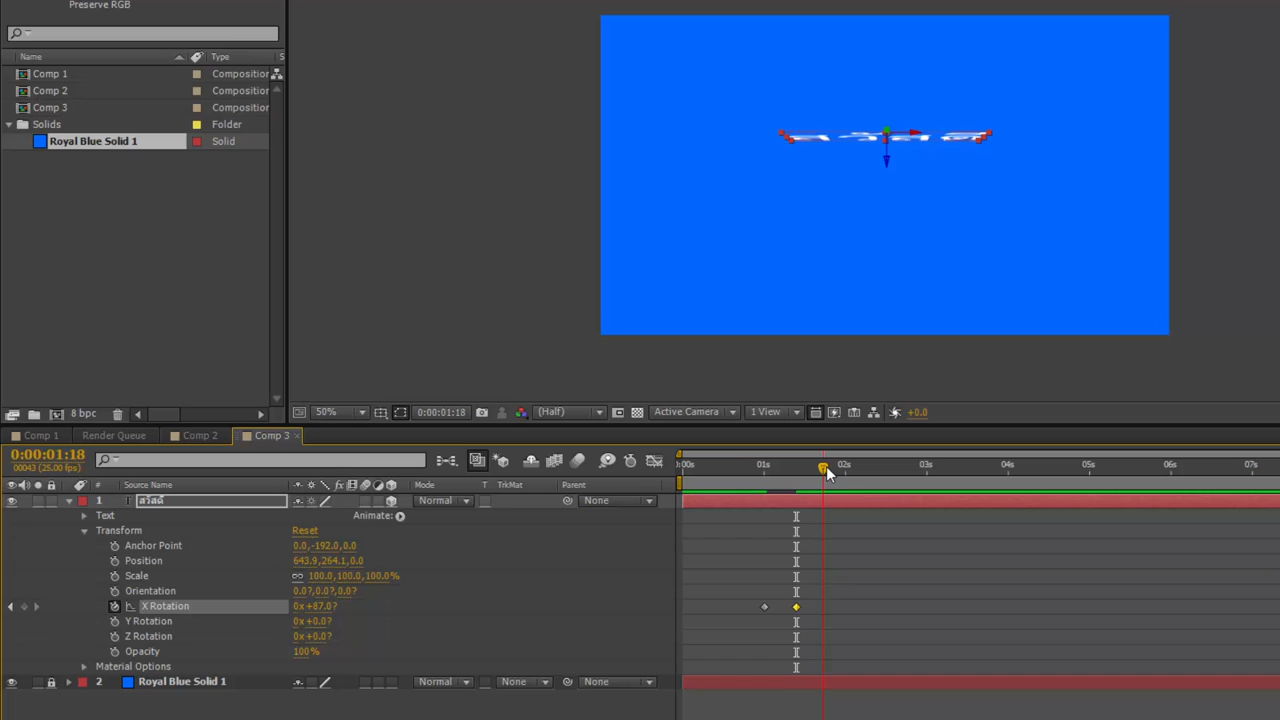 Preserve RGB
Name Type S
Comp 1 Composition
Comp 2 Composition
Comp 3 Composition
Solids Folder
Royal Blue Solid 1 Solid
8 bpc
50% 0:00:01:18 (Half) Active Camera 1 View +0.0
Comp 1 Render Queue Comp 2 Comp 3 ×
0:00:01:18
00043 (25.00 fps)
:00s 01s 02s 03s 04s 05s 06s 07s
# Source Name Mode T TrkMat Parent
1 T สวัสดี Normal None
Text Animate:
Transform Reset
Anchor Point 0.0,-192.0,0.0
Position 643.9,264.1,0.0
Scale 100.0,100.0,100.0%
Orientation 0.0?,0.0?,0.0?
X Rotation 0x+87.0?
Y Rotation 0x+0.0?
Z Rotation 0x+0.0?
Opacity 100%
Material Options
2 Royal Blue Solid 1 Normal None None